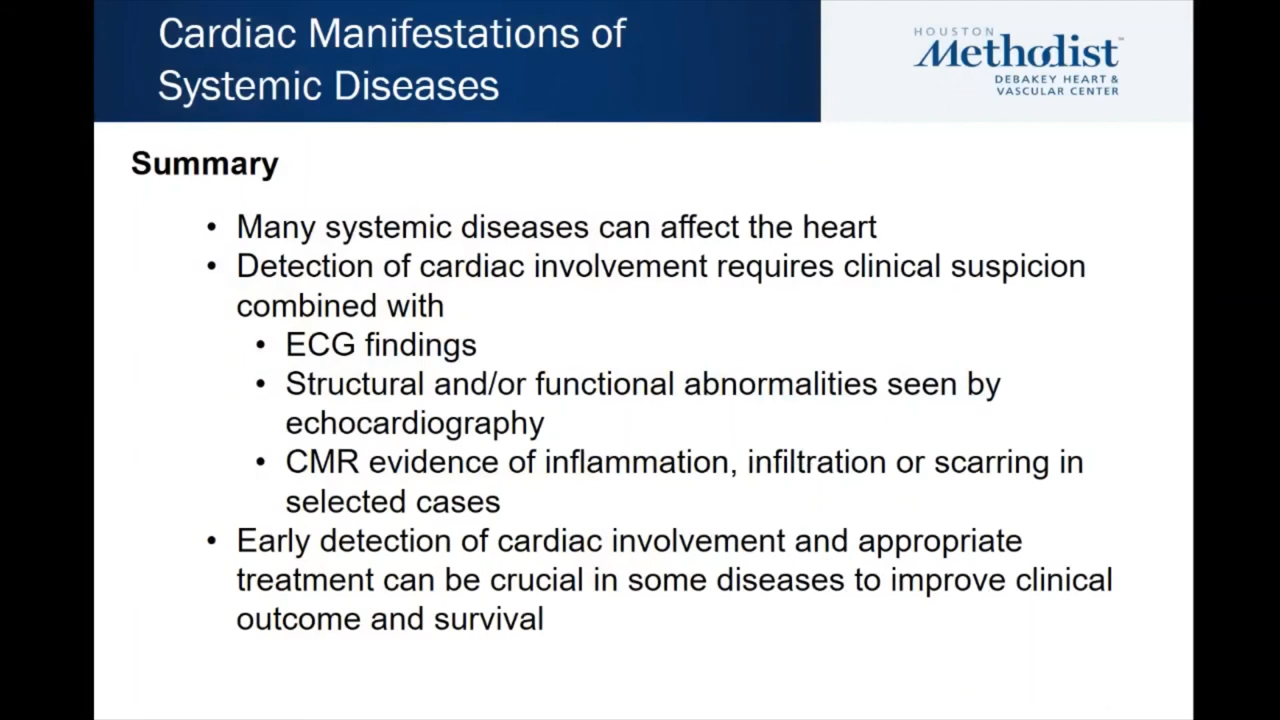 Cardiac Manifestations of
Systemic Diseases
HOUSTON
Methodist™
DEBAKEY HEART &
VASCULAR CENTER
Summary
• Many systemic diseases can affect the heart
• Detection of cardiac involvement requires clinical suspicion
combined with
• ECG findings
• Structural and/or functional abnormalities seen by
echocardiography
• CMR evidence of inflammation, infiltration or scarring in
selected cases
• Early detection of cardiac involvement and appropriate
treatment can be crucial in some diseases to improve clinical
outcome and survival